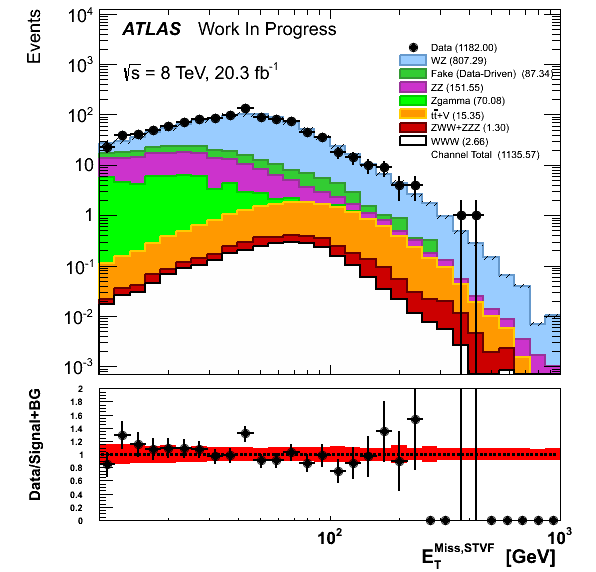 Events
10⁴
10³
10²
10
1
10⁻¹
10⁻²
10⁻³
ATLAS Work In Progress
√s = 8 TeV, 20.3 fb⁻¹
Data (1182.00)
WZ (807.29)
Fake (Data-Driven) (87.34)
ZZ (151.55)
Zgamma (70.08)
tt̄+V (15.35)
ZWW+ZZZ (1.30)
WWW (2.66)
Channel Total (1135.57)
Data/Signal+BG
2
1.8
1.6
1.4
1.2
1
0.8
0.6
0.4
0.2
0
10²
10³
E_T^Miss,STVF [GeV]